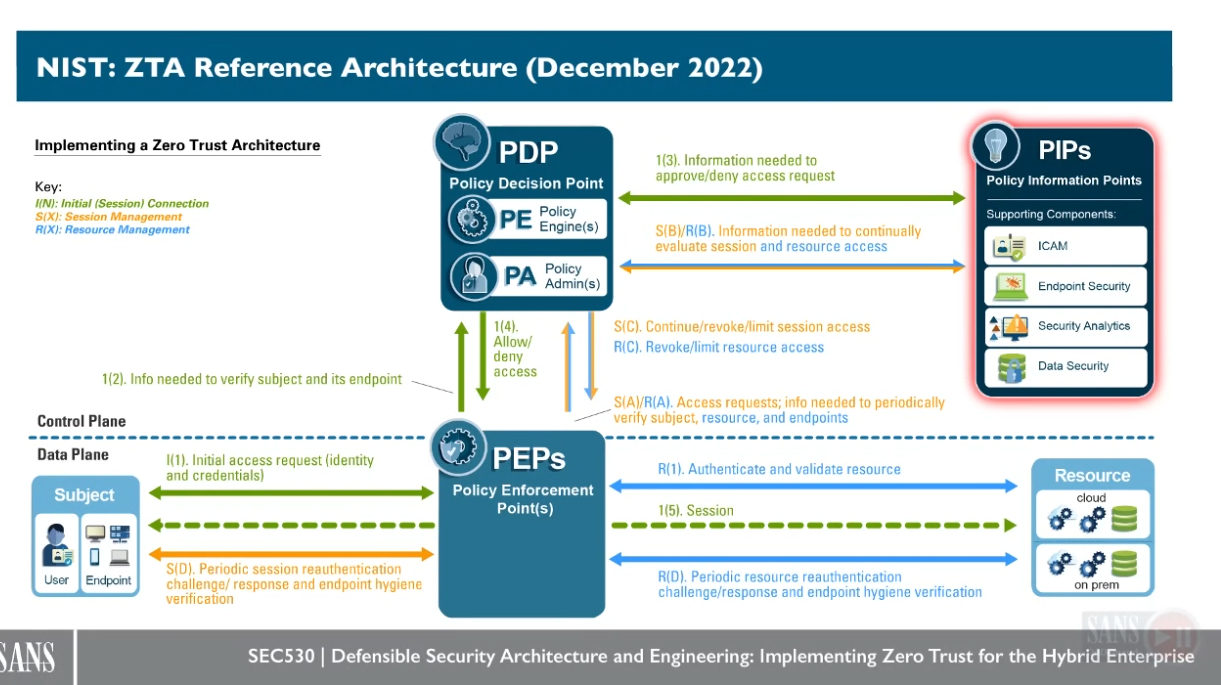 NIST: ZTA Reference Architecture (December 2022)
Implementing a Zero Trust Architecture
Key:
I(N): Initial (Session) Connection
S(X): Session Management
R(X): Resource Management
PDP
Policy Decision Point
PE
Policy
Engine(s)
PA
Policy
Admin(s)
1(3). Information needed to
approve/deny access request
S(B)/R(B). Information needed to continually
evaluate session and resource access
PIPs
Policy Information Points
Supporting Components:
ICAM
Endpoint Security
Security Analytics
Data Security
1(4).
Allow/
deny
access
S(C). Continue/revoke/limit session access
R(C). Revoke/limit resource access
1(2). Info needed to verify subject and its endpoint
S(A)/R(A). Access requests; info needed to periodically
verify subject, resource, and endpoints
Control Plane
Data Plane
Subject
User
Endpoint
I(1). Initial access request (identity
and credentials)
S(D). Periodic session reauthentication
challenge/ response and endpoint hygiene
verification
PEPs
Policy Enforcement
Point(s)
R(1). Authenticate and validate resource
1(5). Session
R(D). Periodic resource reauthentication
challenge/response and endpoint hygiene verification
Resource
cloud
on prem
SANS
SANS
SEC530 | Defensible Security Architecture and Engineering: Implementing Zero Trust for the Hybrid Enterprise